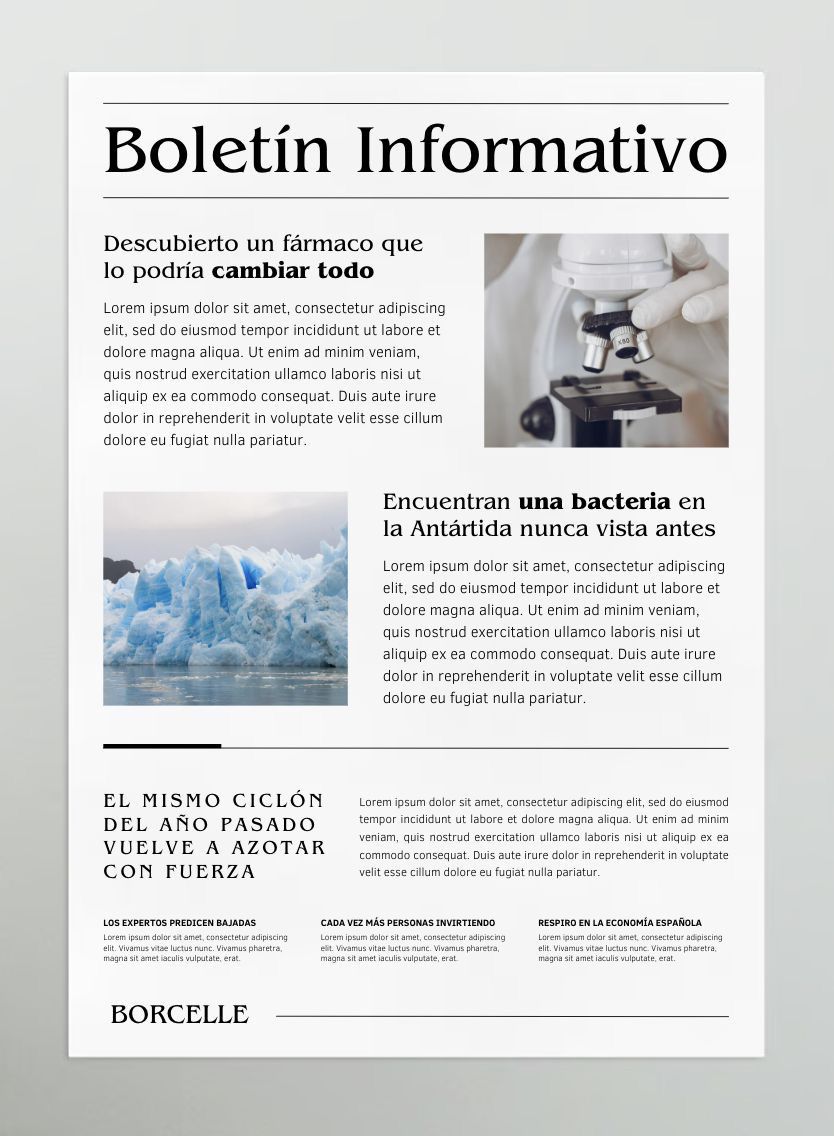 Boletín Informativo
Descubierto un fármaco que
lo podría cambiar todo
Lorem ipsum dolor sit amet, consectetur adipiscing
elit, sed do eiusmod tempor incididunt ut labore et
dolore magna aliqua. Ut enim ad minim veniam,
quis nostrud exercitation ullamco laboris nisi ut
aliquip ex ea commodo consequat. Duis aute irure
dolor in reprehenderit in voluptate velit esse cillum
dolore eu fugiat nulla pariatur.
X60
Encuentran una bacteria en
la Antártida nunca vista antes
Lorem ipsum dolor sit amet, consectetur adipiscing
elit, sed do eiusmod tempor incididunt ut labore et
dolore magna aliqua. Ut enim ad minim veniam,
quis nostrud exercitation ullamco laboris nisi ut
aliquip ex ea commodo consequat. Duis aute irure
dolor in reprehenderit in voluptate velit esse cillum
dolore eu fugiat nulla pariatur.
EL MISMO CICLÓN
DEL AÑO PASADO
VUELVE A AZOTAR
CON FUERZA
Lorem ipsum dolor sit amet, consectetur adipiscing elit, sed do eiusmod
tempor incididunt ut labore et dolore magna aliqua. Ut enim ad minim
veniam, quis nostrud exercitation ullamco laboris nisi ut aliquip ex ea
commodo consequat. Duis aute irure dolor in reprehenderit in voluptate
velit esse cillum dolore eu fugiat nulla pariatur.
LOS EXPERTOS PREDICEN BAJADAS
Lorem ipsum dolor sit amet, consectetur adipiscing
elit. Vivamus vitae luctus nunc. Vivamus pharetra,
magna sit amet iaculis vulputate, erat.
CADA VEZ MÁS PERSONAS INVIRTIENDO
Lorem ipsum dolor sit amet, consectetur adipiscing
elit. Vivamus vitae luctus nunc. Vivamus pharetra,
magna sit amet iaculis vulputate, erat.
RESPIRO EN LA ECONOMÍA ESPAÑOLA
Lorem ipsum dolor sit amet, consectetur adipiscing
elit. Vivamus vitae luctus nunc. Vivamus pharetra,
magna sit amet iaculis vulputate, erat.
BORCELLE